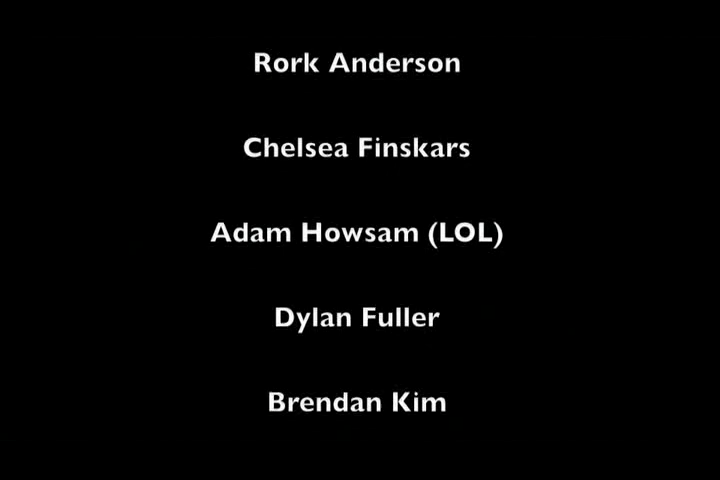 Rork Anderson
Chelsea Finskars
Adam Howsam (LOL)
Dylan Fuller
Brendan Kim